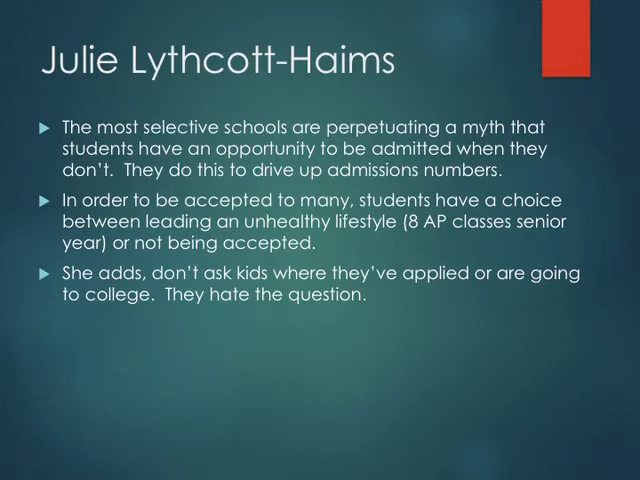 Julie Lythcott-Haims
The most selective schools are perpetuating a myth that
students have an opportunity to be admitted when they
don't.  They do this to drive up admissions numbers.
In order to be accepted to many, students have a choice
between leading an unhealthy lifestyle (8 AP classes senior
year) or not being accepted.
She adds, don't ask kids where they've applied or are going
to college.  They hate the question.